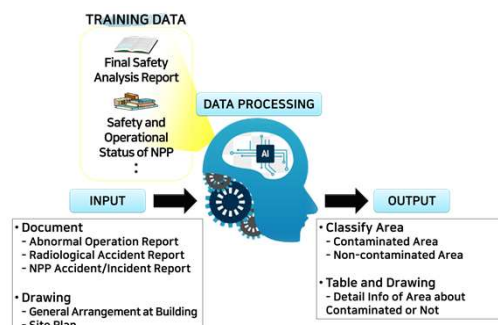 TRAINING DATA
Final Safety
Analysis Report
Safety and
Operational
Status of NPP
:
DATA PROCESSING
AI
INPUT
• Document
- Abnormal Operation Report
- Radiological Accident Report
- NPP Accident/Incident Report
• Drawing
- General Arrangement at Building
- Site Plan
OUTPUT
• Classify Area
- Contaminated Area
- Non-contaminated Area
• Table and Drawing
- Detail Info of Area about
Contaminated or Not